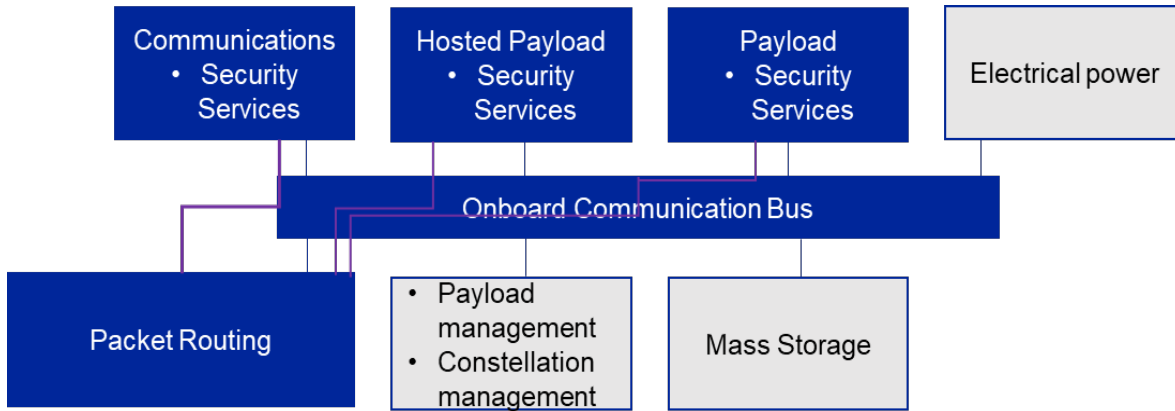 Communications
• Security
Services
Hosted Payload
• Security
Services
Payload
• Security
Services
Electrical power
Onboard Communication Bus
Packet Routing
• Payload
management
• Constellation
management
Mass Storage